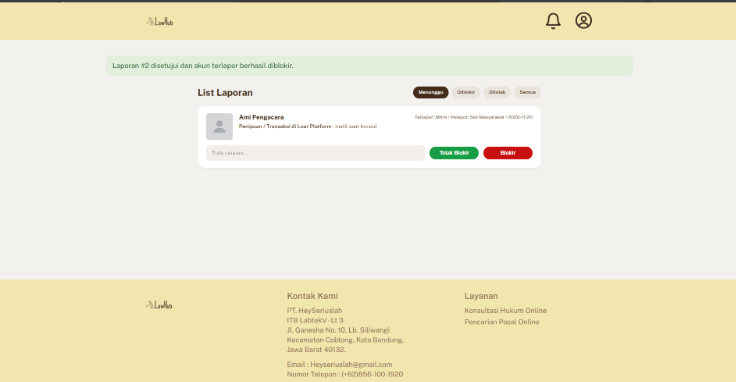 LawHub
Laporan #2 disetujui dan akun terlapor berhasil diblokir.
List Laporan
Menunggu
Diblokir
Ditolak
Semua
Ami Pengacara
Terlapor: Mitra • Pelapor: Sisi Masyarakat • 2025-11-20
Penipuan / Transaksi di Luar Platform
Tulis catatan...
Tolak Blokir
Blokir
LawHub
Kontak Kami
PT. HeySeriuslah
ITB LabtekV -Lt 3
Jl. Ganesha No. 10, Lb. Siliwangi
Kecamatan Coblong, Kota Bandung,
Jawa Barat 40132.
Email : Heyseriuslah@gmail.com
Nomor Telepon : (+62)856-100-1920
Layanan
Konsultasi Hukum Online
Pencarian Pasal Online